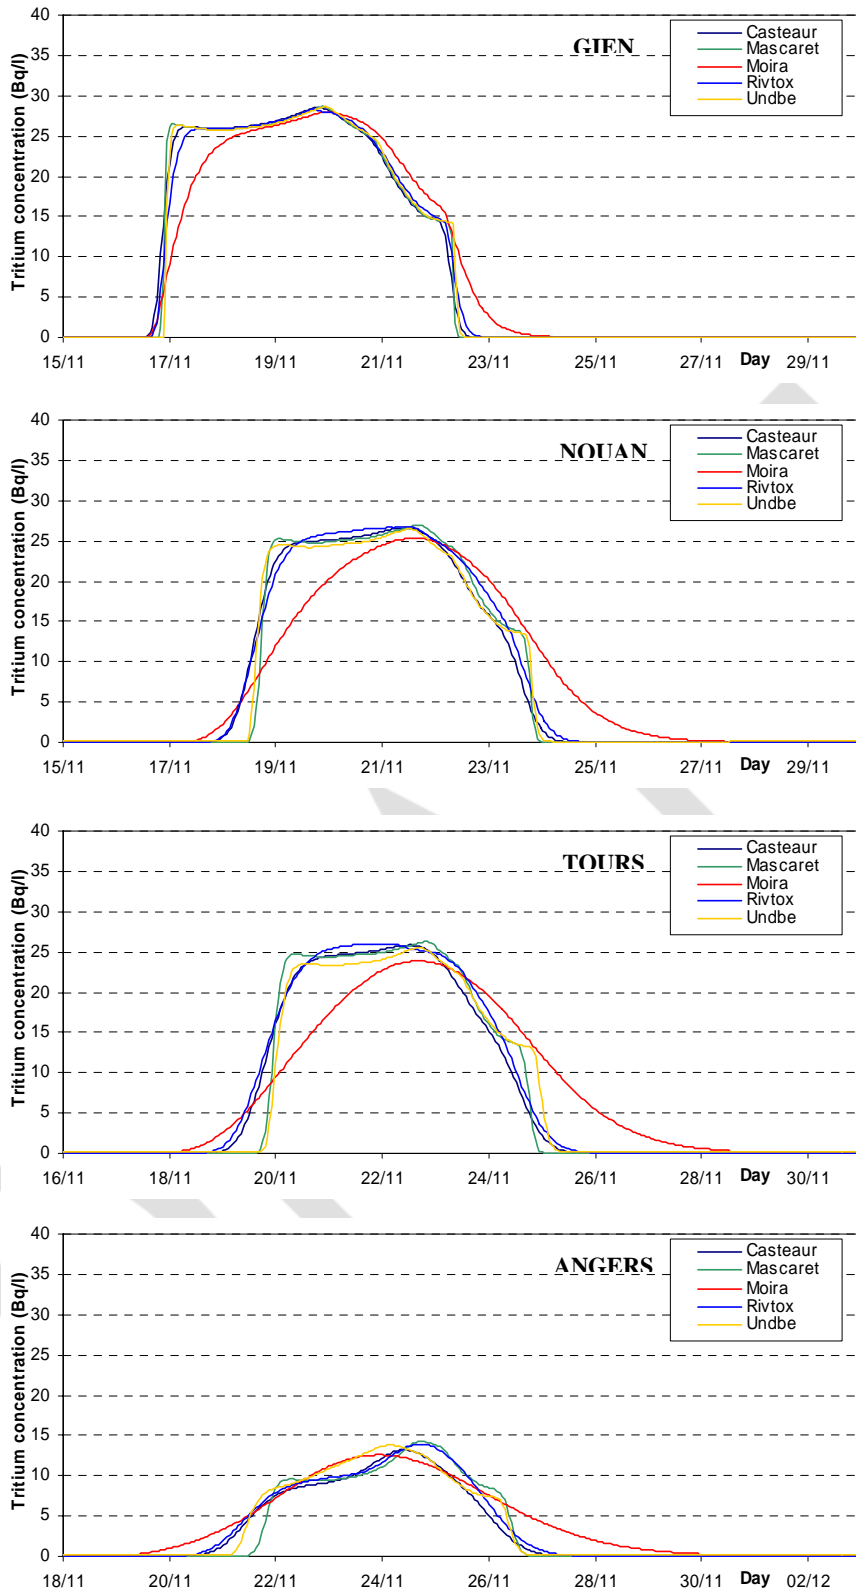 Tritium concentration (Bq/l)
40
35
30
25
20
15
10
5
0
GIEN
Casteaur
Mascaret
Moira
Rivtox
Undbe
15/11 17/11 19/11 21/11 23/11 25/11 27/11 Day 29/11
Tritium concentration (Bq/l)
40
35
30
25
20
15
10
5
0
NOUAN
Casteaur
Mascaret
Moira
Rivtox
Undbe
15/11 17/11 19/11 21/11 23/11 25/11 27/11 Day 29/11
Tritium concentration (Bq/l)
40
35
30
25
20
15
10
5
0
TOURS
Casteaur
Mascaret
Moira
Rivtox
Undbe
16/11 18/11 20/11 22/11 24/11 26/11 28/11 Day 30/11
Tritium concentration (Bq/l)
40
35
30
25
20
15
10
5
0
ANGERS
Casteaur
Mascaret
Moira
Rivtox
Undbe
18/11 20/11 22/11 24/11 26/11 28/11 30/11 Day 02/12